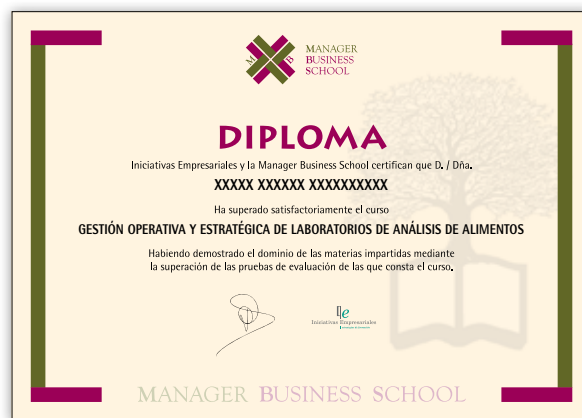 MANAGER
BUSINESS
SCHOOL
M B
DIPLOMA
Iniciativas Empresariales y la Manager Business School certifican que D. / Dña.
XXXXX XXXXXX XXXXXXXXXX
Ha superado satisfactoriamente el curso
GESTIÓN OPERATIVA Y ESTRATÉGICA DE LABORATORIOS DE ANÁLISIS DE ALIMENTOS
Habiendo demostrado el dominio de las materias impartidas mediante
la superación de las pruebas de evaluación de las que consta el curso.
Ie
Iniciativas Empresariales
MANAGER BUSINESS SCHOOL